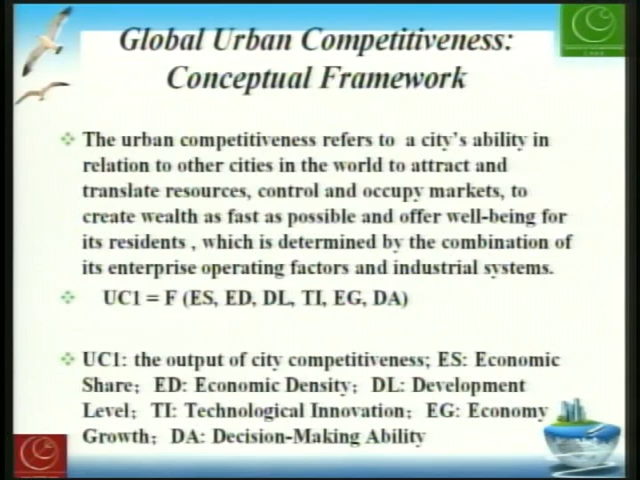 Global Urban Competitiveness:
Conceptual Framework
The urban competitiveness refers to a city's ability in
relation to other cities in the world to attract and
translate resources, control and occupy markets, to
create wealth as fast as possible and offer well-being for
its residents , which is determined by the combination of
its enterprise operating factors and industrial systems.
UC1 = F (ES, ED, DL, TI, EG, DA)
UC1: the output of city competitiveness; ES: Economic
Share；ED: Economic Density；DL: Development
Level；TI: Technological Innovation；EG: Economy
Growth；DA: Decision-Making Ability